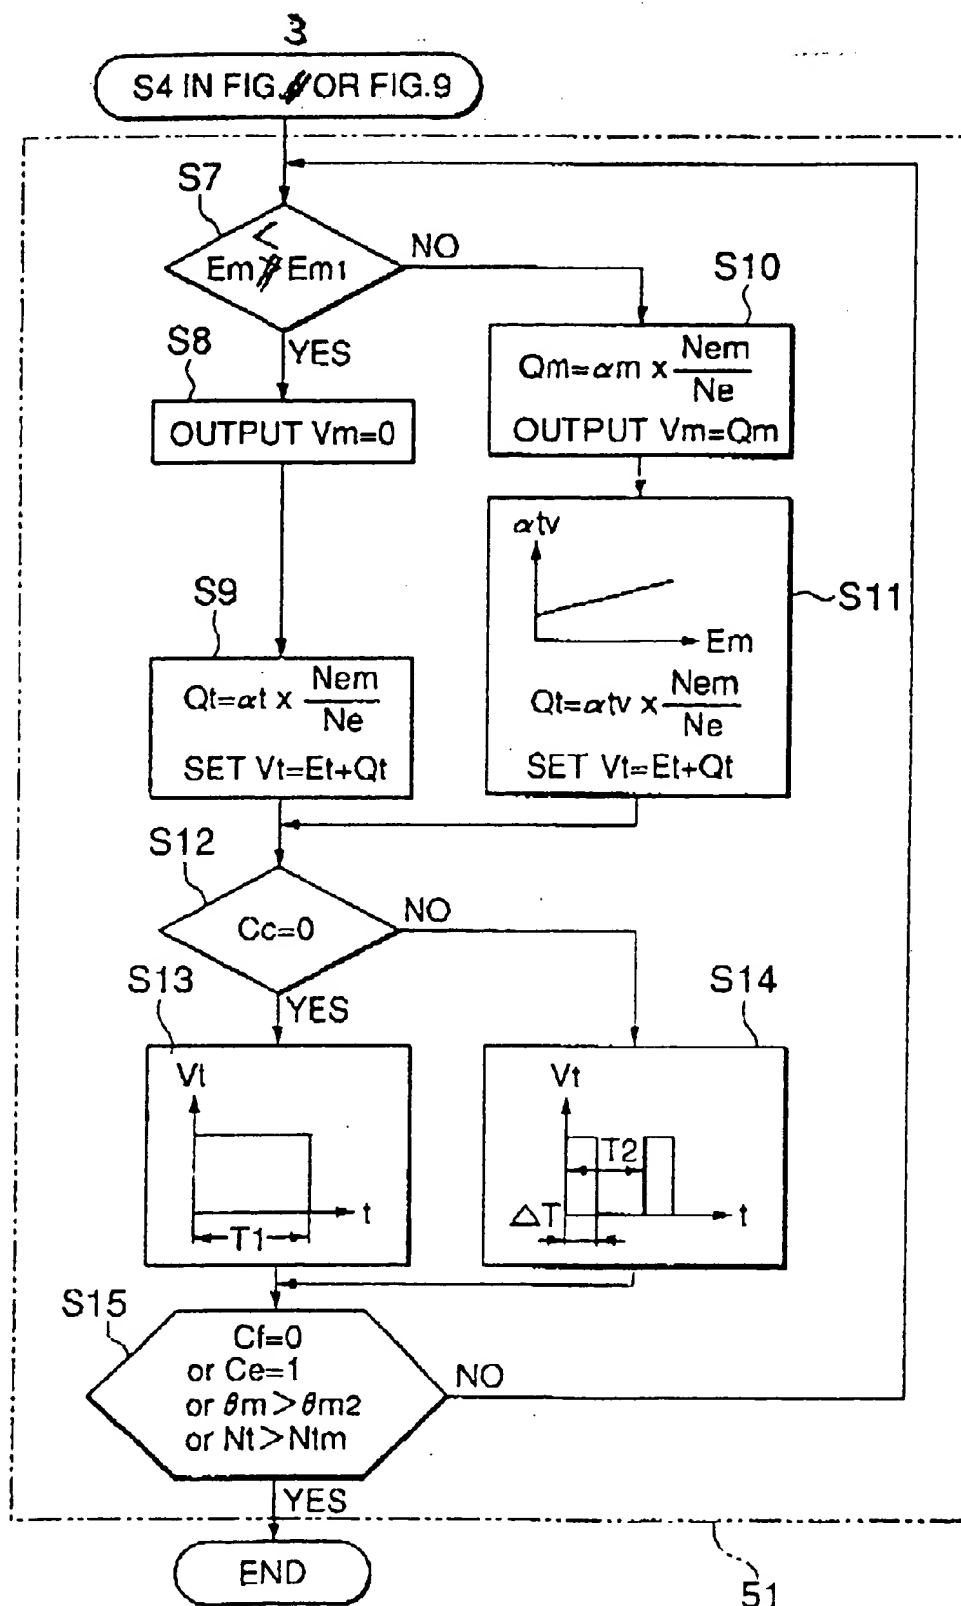 3
S4 IN FIG. OR FIG.9
S7
<
Em Em1
NO
YES
S8
OUTPUT Vm=0
S10
Qm=αm x Nem/Ne
OUTPUT Vm=Qm
S11
αtv
Em
Qt=αtv x Nem/Ne
SET Vt=Et+Qt
S9
Qt=αt x Nem/Ne
SET Vt=Et+Qt
S12
Cc=0
NO
YES
S13
Vt
t
T1
S14
Vt
T2
ΔT
t
S15
Cf=0
or Ce=1
or θm>θm2
or Nt>Ntm
NO
YES
END
51